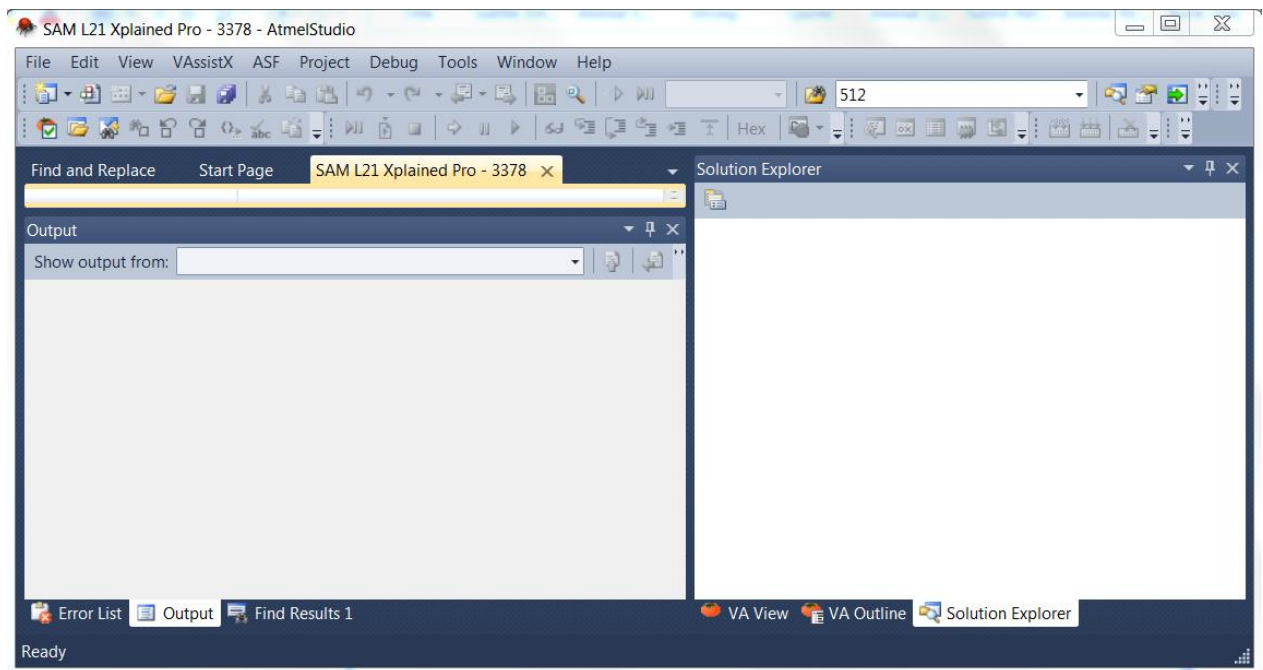 SAM L21 Xplained Pro - 3378 - AtmelStudio
File Edit View VAssistX ASF Project Debug Tools Window Help
512
Hex
Find and Replace Start Page SAM L21 Xplained Pro - 3378
Solution Explorer
Output
Show output from:
Error List Output Find Results 1
VA View VA Outline Solution Explorer
Ready